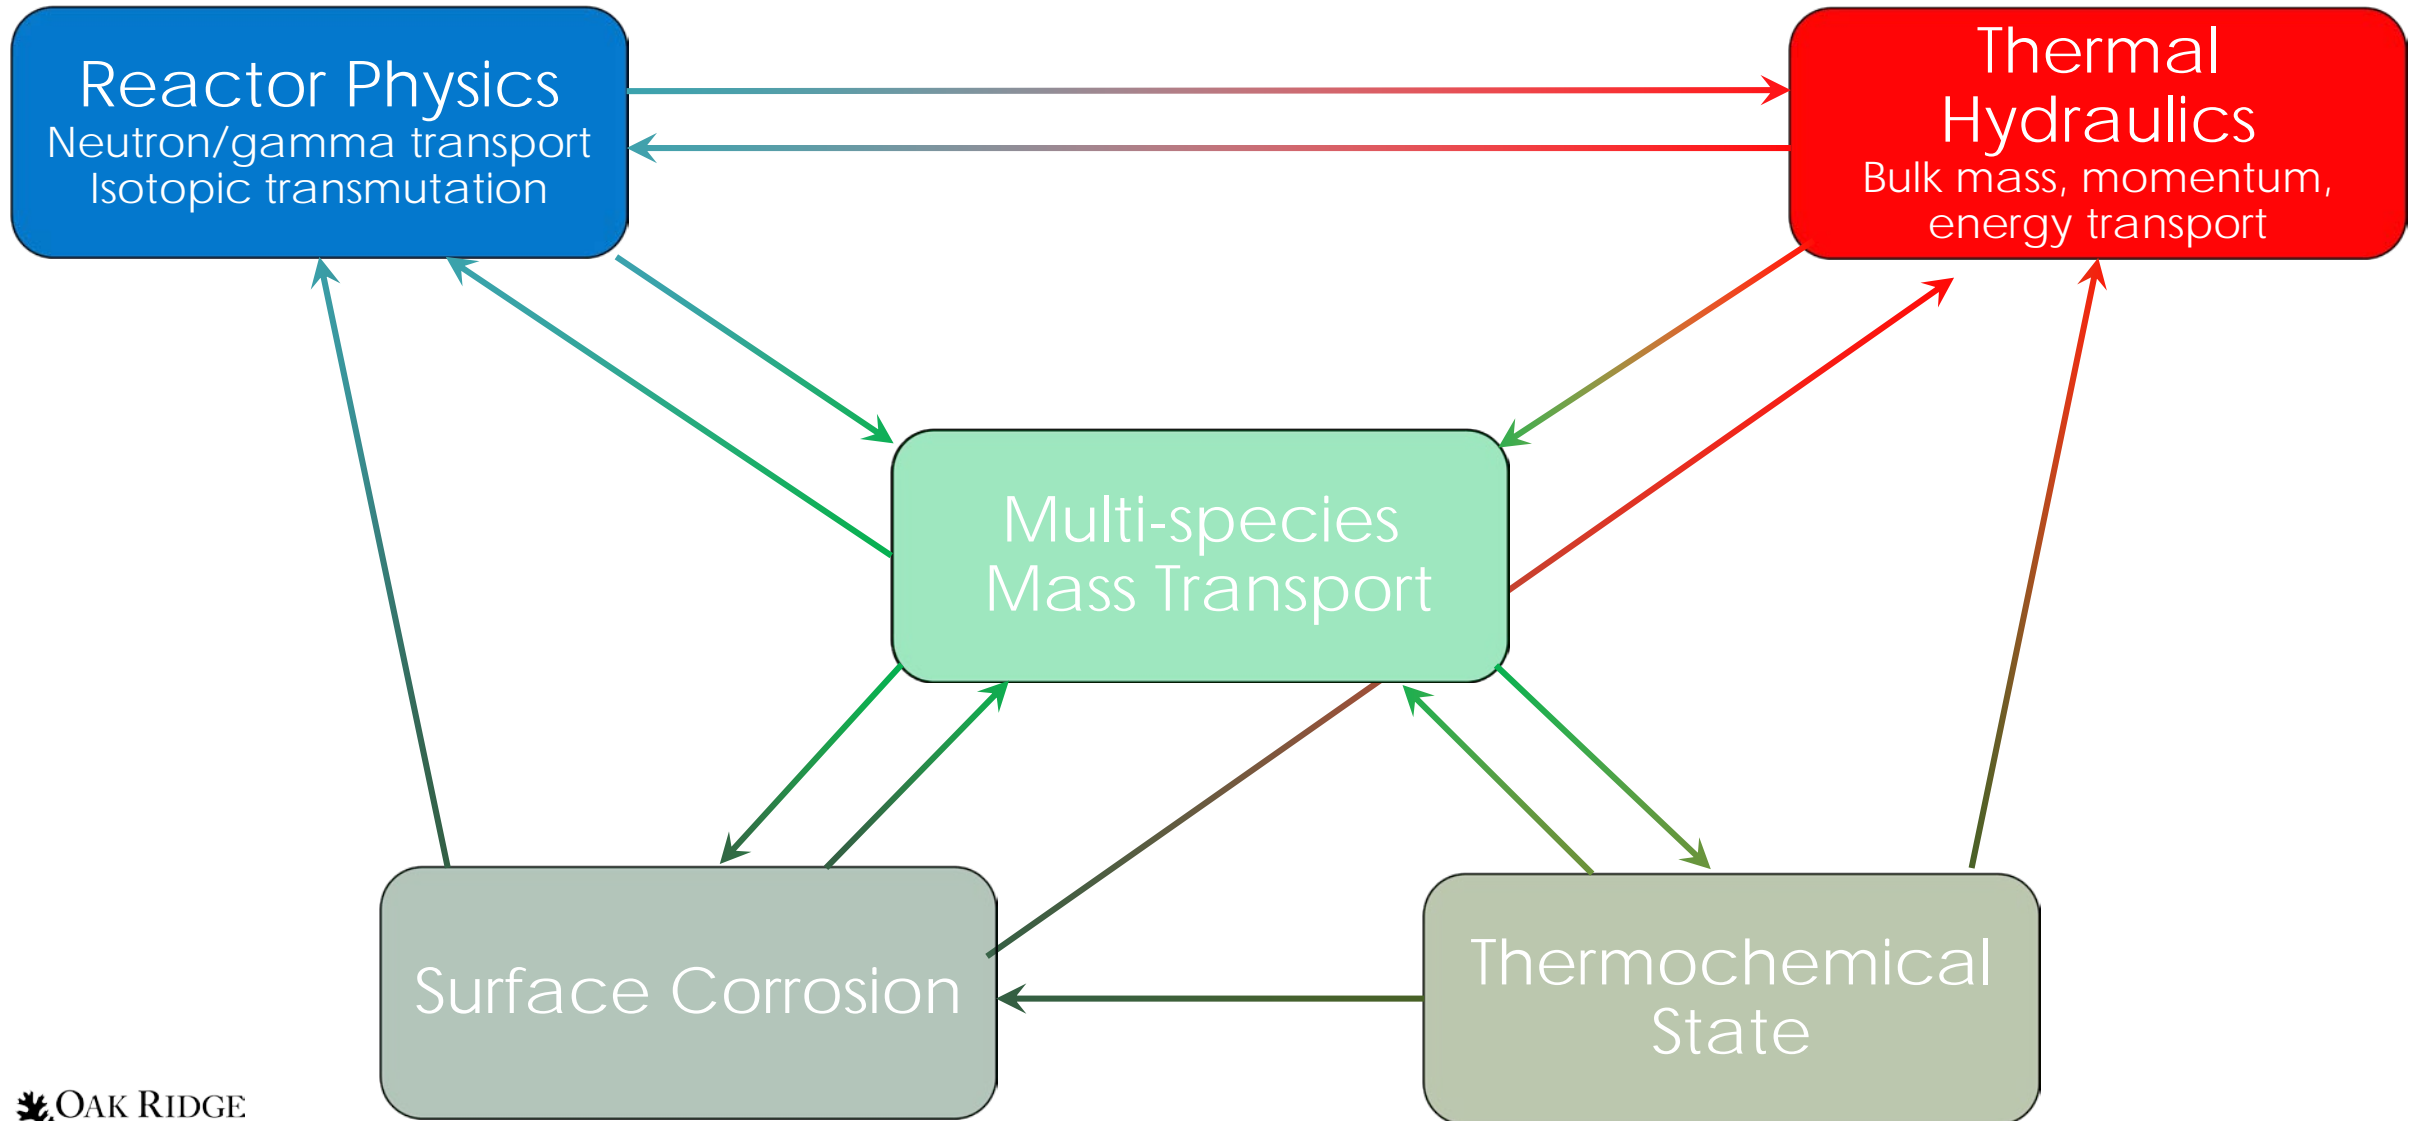 Reactor Physics
Neutron/gamma transport
Isotopic transmutation
Thermal
Hydraulics
Bulk mass, momentum,
energy transport
Multi-species
Mass Transport
Surface Corrosion
Thermochemical
State
OAK RIDGE